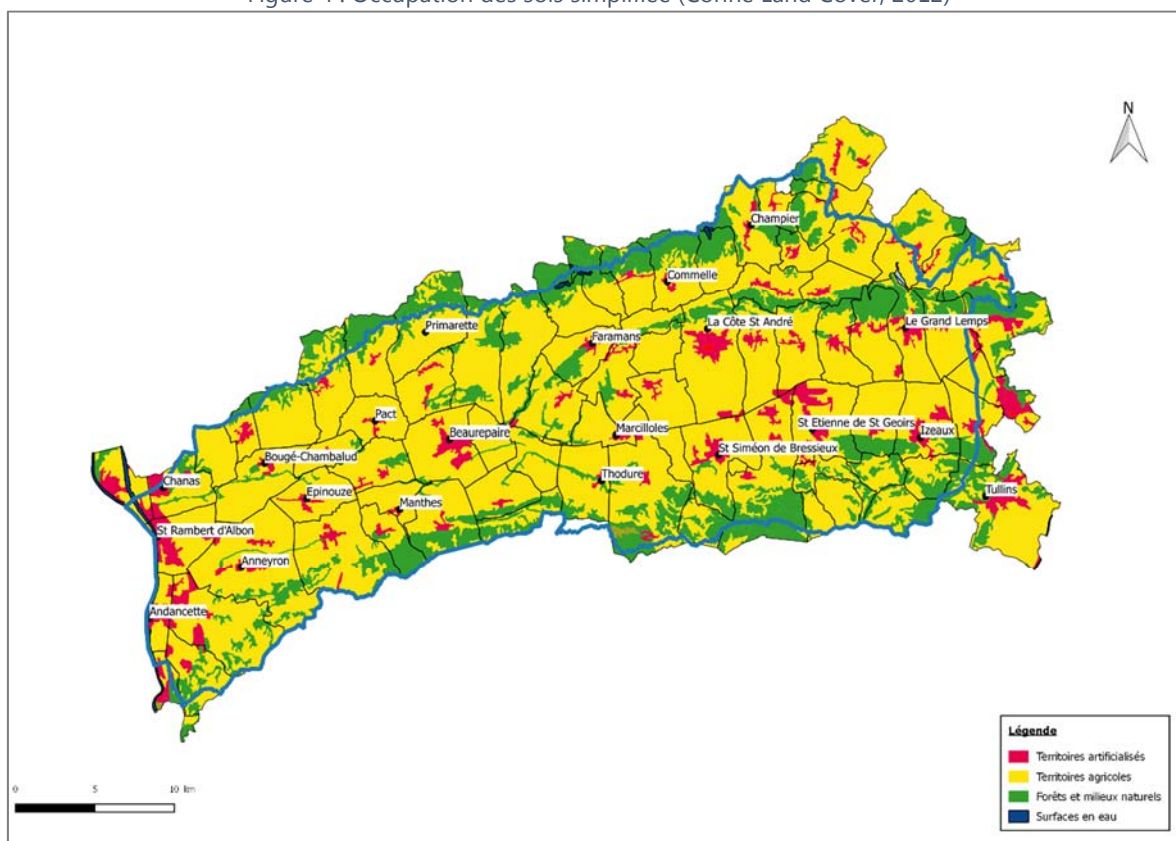 Figure 4 : Occupation des sols simplifiée (Corine Land Cover, 2012)
N
Champier
Commelle
Primarette
Faramans
La Côte St André
Le Grand Lemps
Pact
Beaurepaire
Marcilloles
St Etienne de St Geoirs
Izeaux
Bougé-Chambalud
St Siméon de Bressieux
Chanas
Epinouze
Manthes
Thodure
Tullins
St Rambert d'Albon
Anneyron
Andancette
Légende
Territoires artificialisés
Territoires agricoles
Forêts et milieux naturels
Surfaces en eau
0 5 10 km